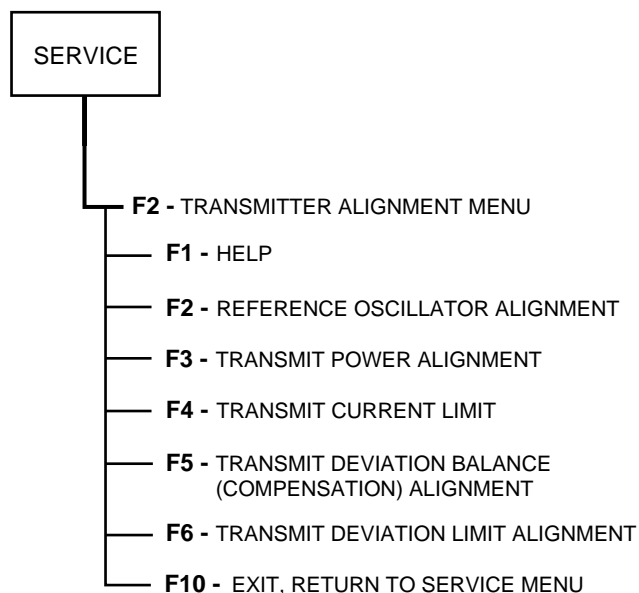 SERVICE
F2 - TRANSMITTER ALIGNMENT MENU
F1 - HELP
F2 - REFERENCE OSCILLATOR ALIGNMENT
F3 - TRANSMIT POWER ALIGNMENT
F4 - TRANSMIT CURRENT LIMIT
F5 - TRANSMIT DEVIATION BALANCE
(COMPENSATION) ALIGNMENT
F6 - TRANSMIT DEVIATION LIMIT ALIGNMENT
F10 - EXIT, RETURN TO SERVICE MENU